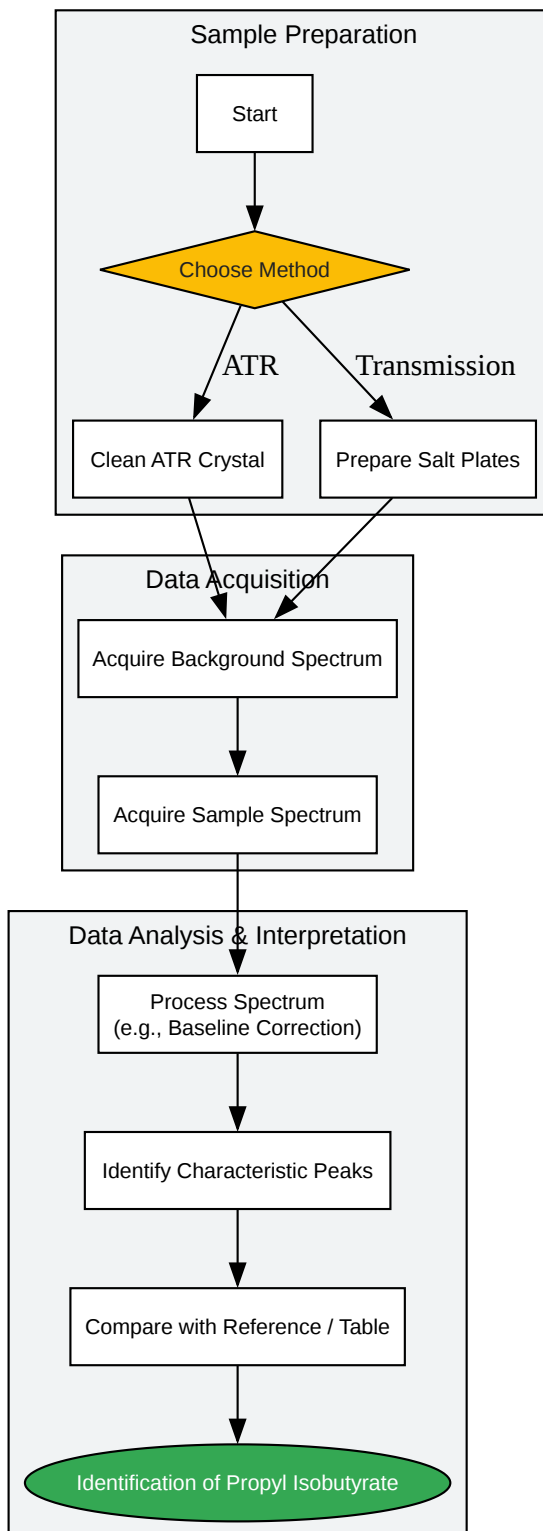 Sample Preparation
Start
Choose Method
ATR
Transmission
Clean ATR Crystal
Prepare Salt Plates
Data Acquisition
Acquire Background Spectrum
Acquire Sample Spectrum
Data Analysis & Interpretation
Process Spectrum
(e.g., Baseline Correction)
Identify Characteristic Peaks
Compare with Reference / Table
Identification of Propyl Isobutyrate